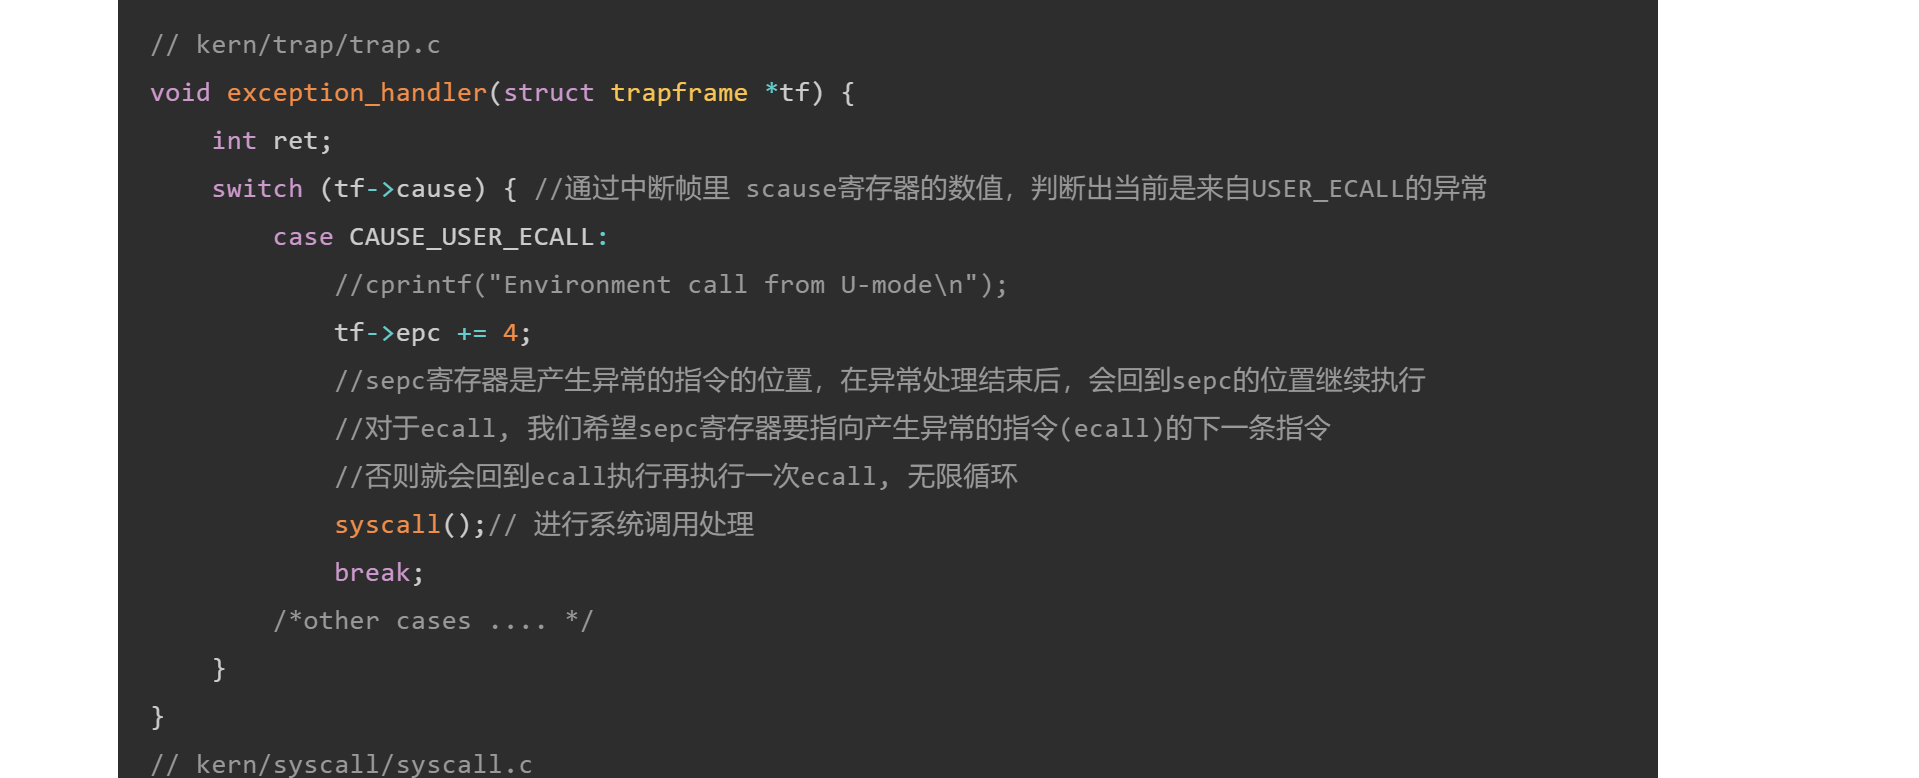 // kern/trap/trap.c
void exception_handler(struct trapframe *tf) {
    int ret;
    switch (tf->cause) { //通过中断帧里 scause寄存器的数值，判断出当前是来自USER_ECALL的异常
        case CAUSE_USER_ECALL:
            //cprintf("Environment call from U-mode\n");
            tf->epc += 4;
            //sepc寄存器是产生异常的指令的位置，在异常处理结束后，会回到sepc的位置继续执行
            //对于ecall, 我们希望sepc寄存器要指向产生异常的指令(ecall)的下一条指令
            //否则就会回到ecall执行再执行一次ecall, 无限循环
            syscall();// 进行系统调用处理
            break;
        /*other cases .... */
    }
}
// kern/syscall/syscall.c